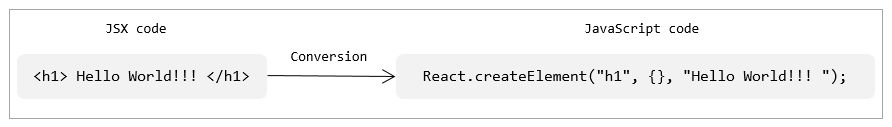 JSX code
JavaScript code
Conversion
<h1> Hello World!!! </h1>
React.createElement("h1", {}, "Hello World!!! ");